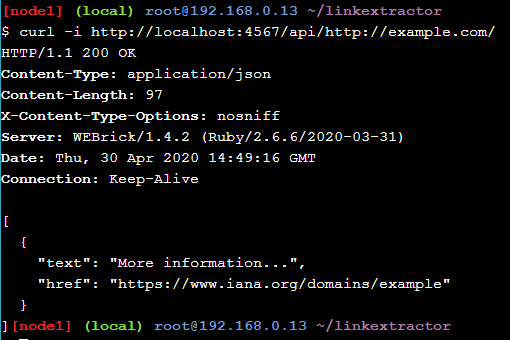 [node1] (local) root@192.168.0.13 ~/linkextractor
$ curl -i http://localhost:4567/api/http://example.com/
HTTP/1.1 200 OK
Content-Type: application/json
Content-Length: 97
X-Content-Type-Options: nosniff
Server: WEBrick/1.4.2 (Ruby/2.6.6/2020-03-31)
Date: Thu, 30 Apr 2020 14:49:16 GMT
Connection: Keep-Alive

[
  {
    "text": "More information...",
    "href": "https://www.iana.org/domains/example"
  }
][node1] (local) root@192.168.0.13 ~/linkextractor